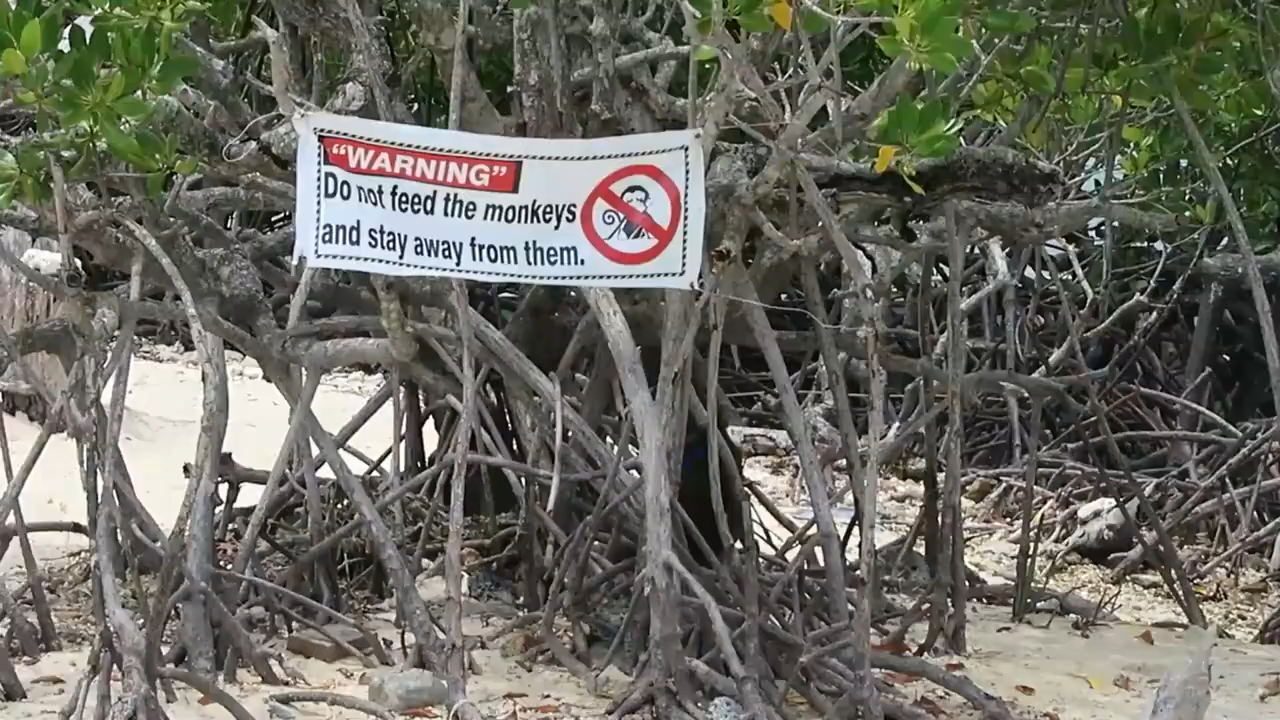 “WARNING”
Do not feed the monkeys
and stay away from them.